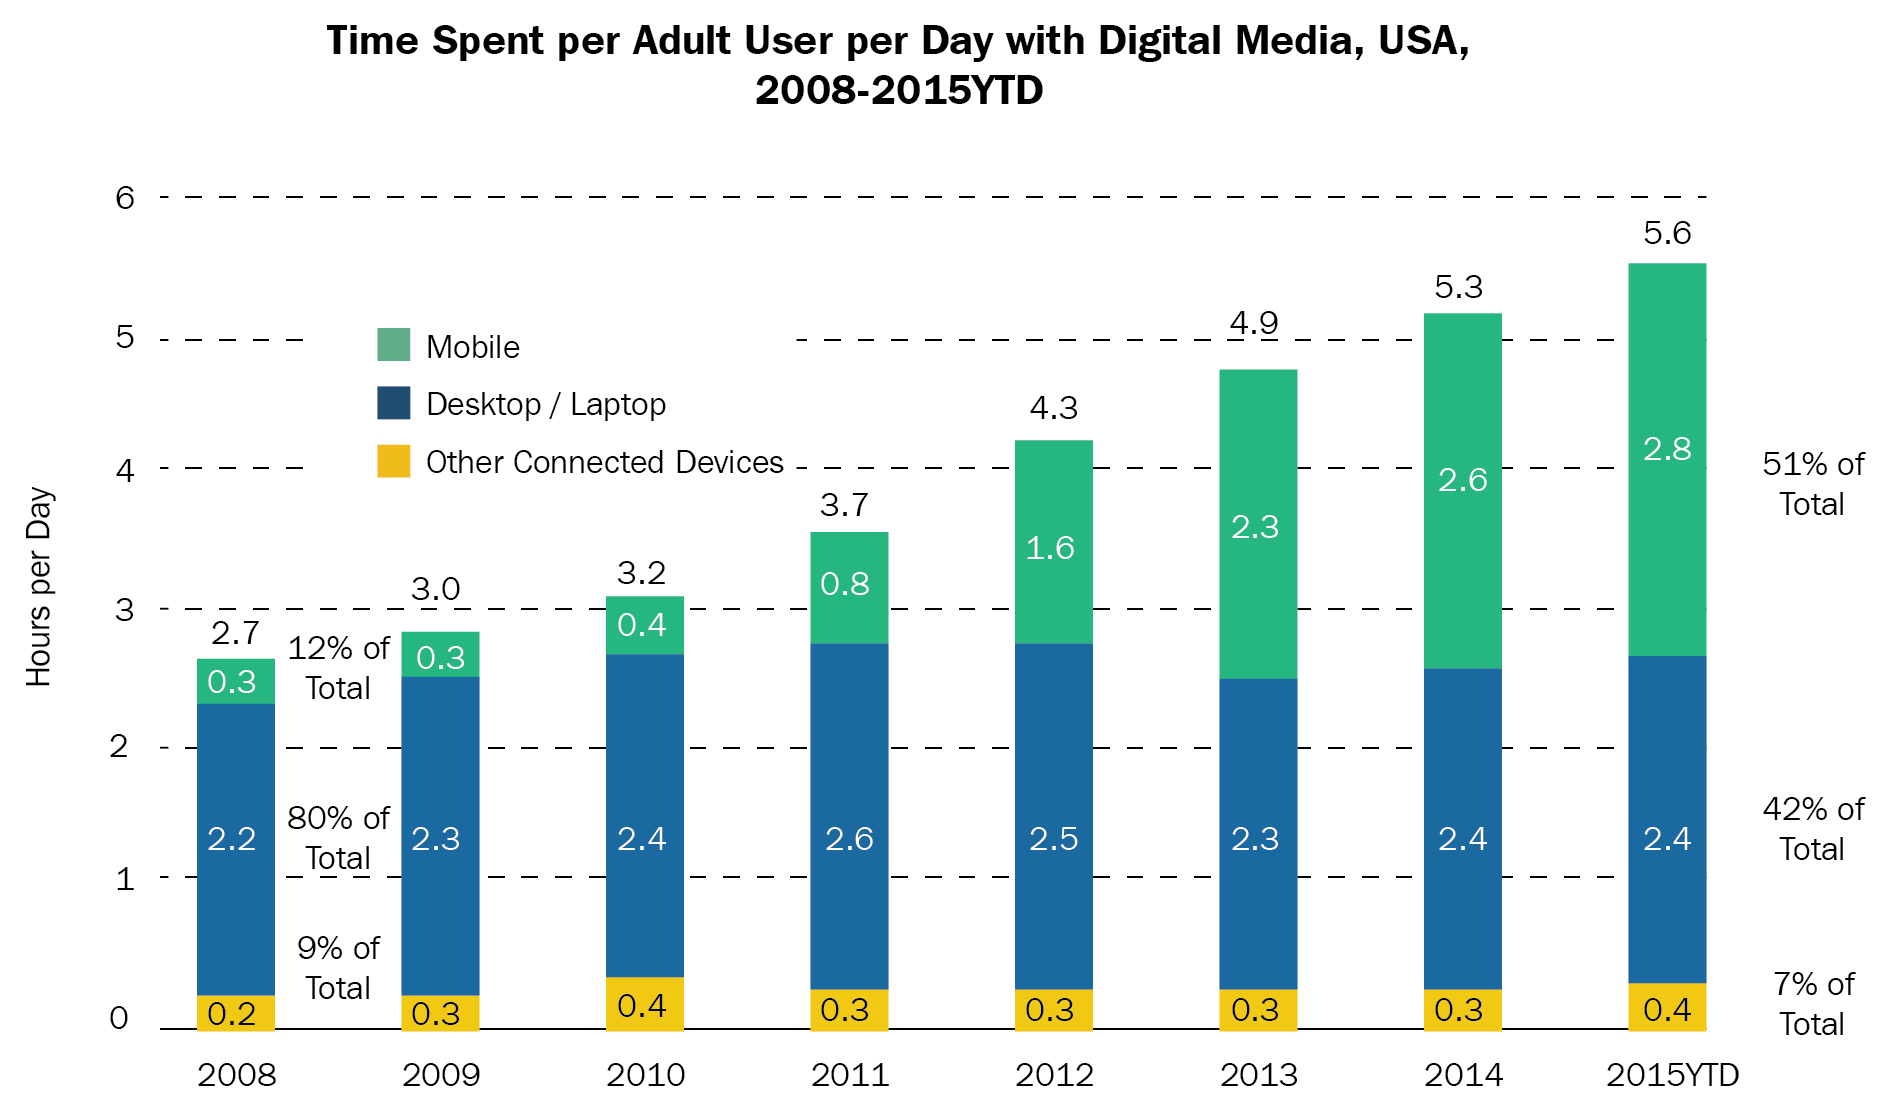 Time Spent per Adult User per Day with Digital Media, USA,
2008-2015YTD
Hours per Day
6
5
4
3
2
1
0
Mobile
Desktop / Laptop
Other Connected Devices
2.7
0.3
2.2
0.2
12% of
Total
80% of
Total
9% of
Total
3.0
0.3
2.3
0.3
3.2
0.4
2.4
0.4
3.7
0.8
2.6
0.3
4.3
1.6
2.5
0.3
4.9
2.3
2.3
0.3
5.3
2.6
2.4
0.3
5.6
2.8
2.4
0.4
51% of
Total
42% of
Total
7% of
Total
2008
2009
2010
2011
2012
2013
2014
2015YTD